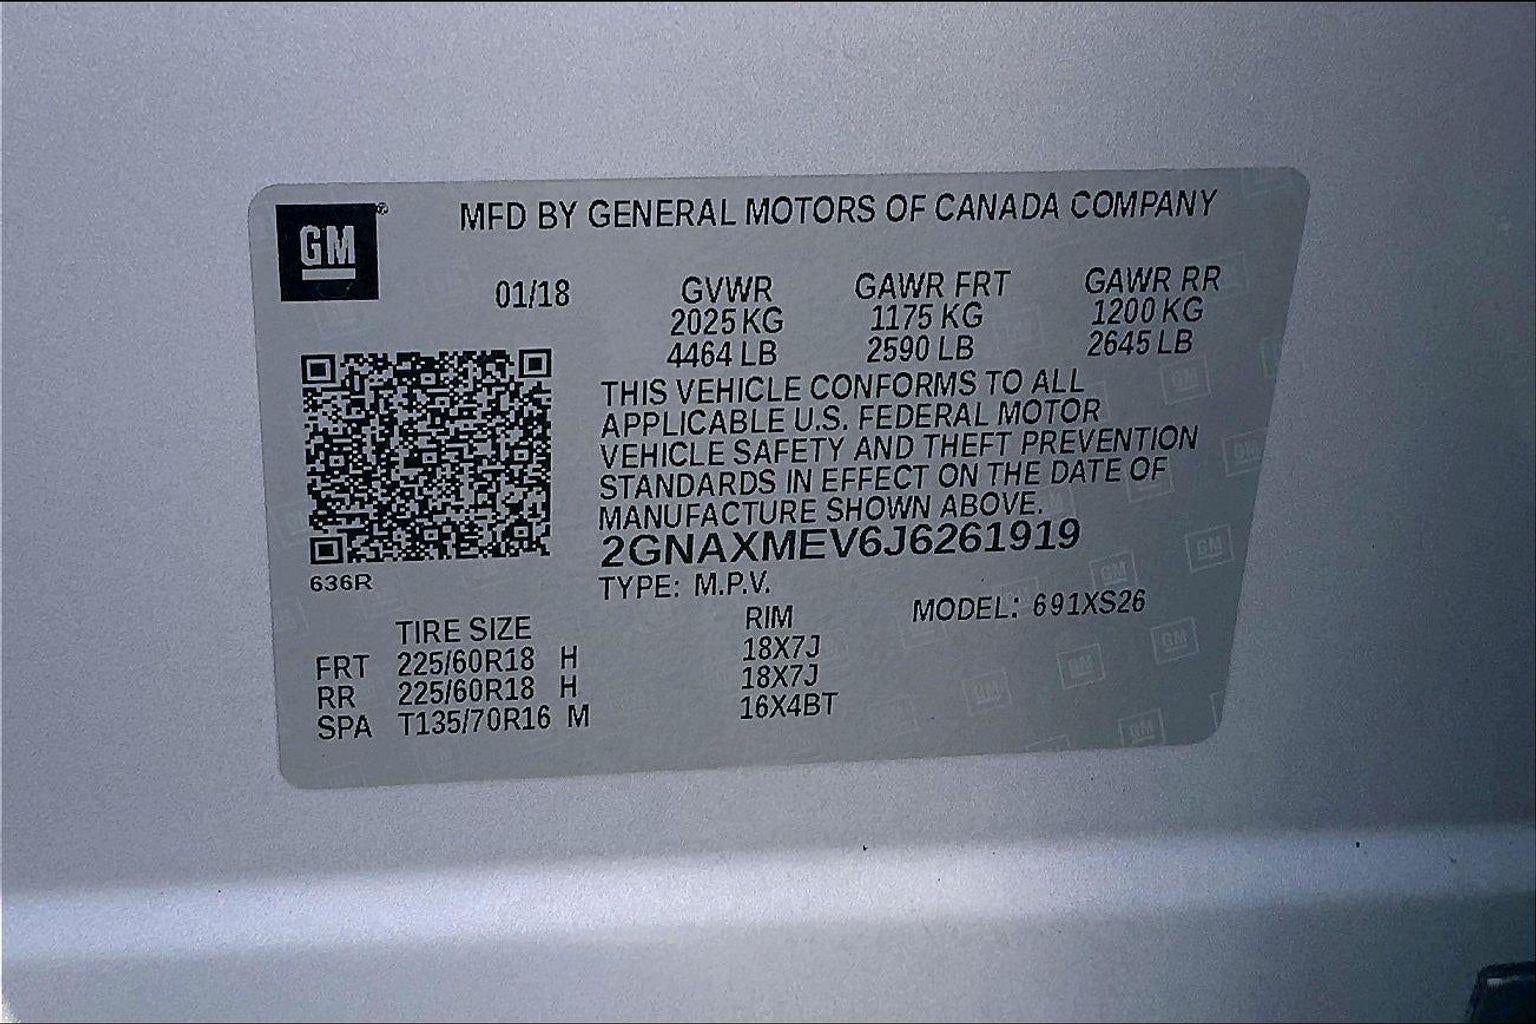 GM
®
MFD BY GENERAL MOTORS OF CANADA COMPANY
01/18 GVWR GAWR FRT GAWR RR
2025 KG 1175 KG 1200 KG
4464 LB 2590 LB 2645 LB
THIS VEHICLE CONFORMS TO ALL
APPLICABLE U.S. FEDERAL MOTOR
VEHICLE SAFETY AND THEFT PREVENTION
STANDARDS IN EFFECT ON THE DATE OF
MANUFACTURE SHOWN ABOVE.
2GNAXMEV6J6261919
636R
TYPE: M.P.V.
MODEL: 691XS26
TIRE SIZE RIM
FRT 225/60R18 H 18X7J
RR 225/60R18 H 18X7J
SPA T135/70R16 M 16X4BT